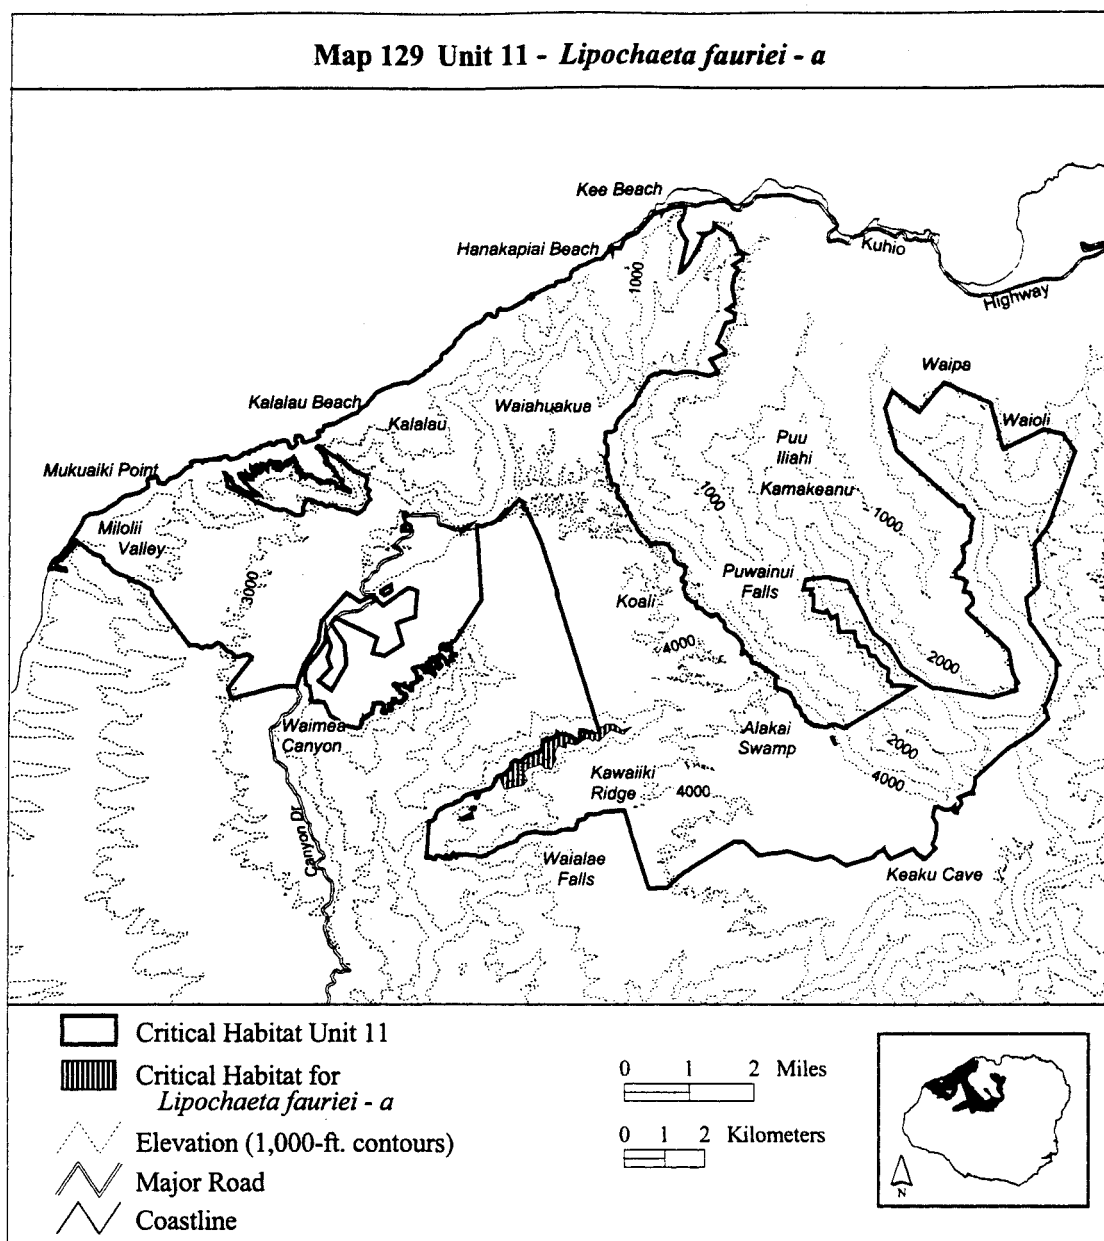 Map 129 Unit 11 - Lipochaeta fauriei - a
Kee Beach
Hanakapiai Beach
Kuhio
Highway
1000
Waipa
Kalalau Beach
Waiahuakua
Waioli
Kalalau
Puu
Iliahi
Mukuaiki Point
Kamakeanu
1000
1000
Milolii
Valley
Puwainui
Falls
3000
Koali
4000
2000
Waimea
Canyon
Alakai
Swamp
2000
4000
Kawaiiki
Ridge
4000
Canyon Dr
Waialae
Falls
Keaku Cave
Critical Habitat Unit 11
Critical Habitat for
Lipochaeta fauriei - a
Elevation (1,000-ft. contours)
Major Road
Coastline
0 1 2 Miles
0 1 2 Kilometers
N